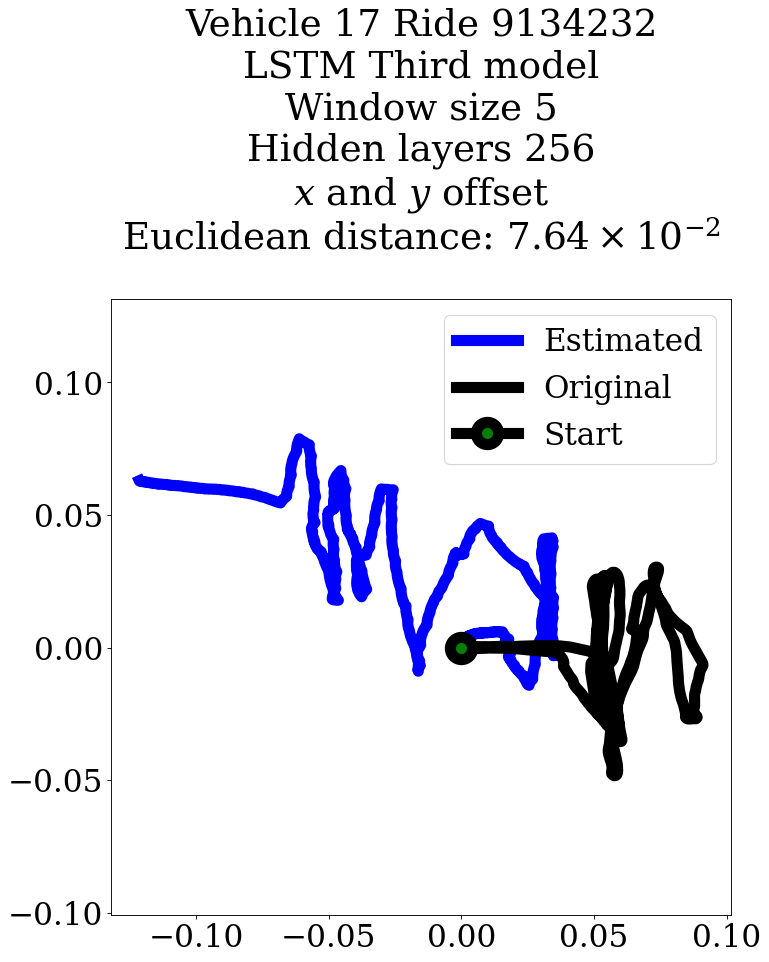 Vehicle 17 Ride 9134232
LSTM Third model
Window size 5
Hidden layers 256
x and y offset
Euclidean distance: 7.64 × 10⁻²
Estimated
Original
Start
0.10
0.05
0.00
−0.05
−0.10
−0.10 −0.05 0.00 0.05 0.10